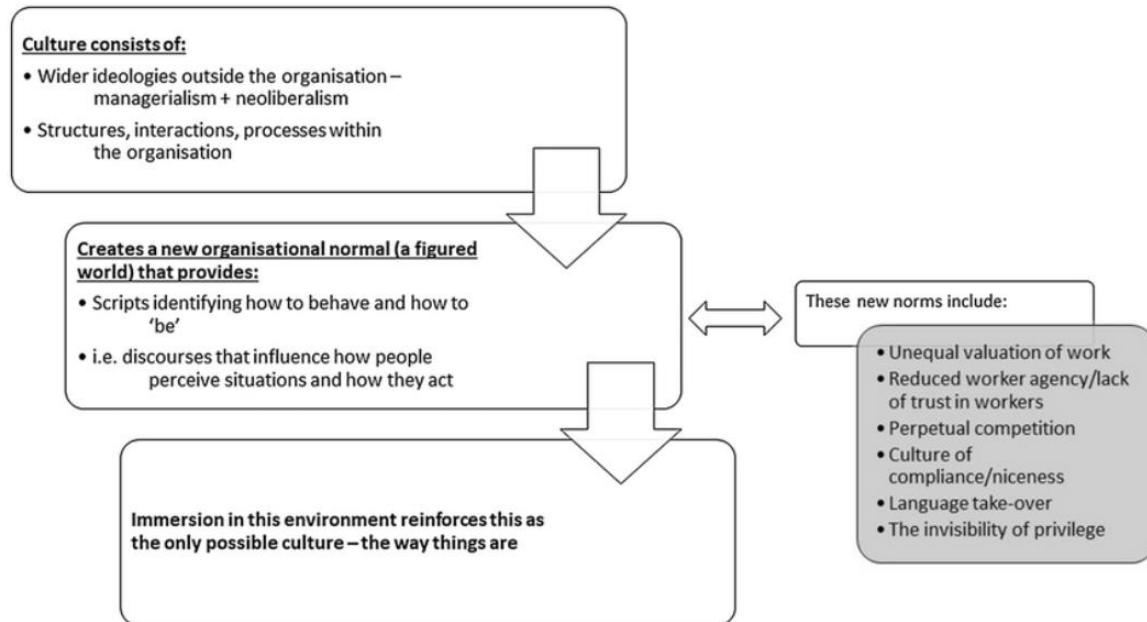 Culture consists of:
• Wider ideologies outside the organisation –
managerialism + neoliberalism
• Structures, interactions, processes within
the organisation
Creates a new organisational normal (a figured
world) that provides:
• Scripts identifying how to behave and how to
'be'
• i.e. discourses that influence how people
perceive situations and how they act
These new norms include:
• Unequal valuation of work
• Reduced worker agency/lack
of trust in workers
• Perpetual competition
• Culture of
compliance/niceness
• Language take-over
• The invisibility of privilege
Immersion in this environment reinforces this as
the only possible culture – the way things are